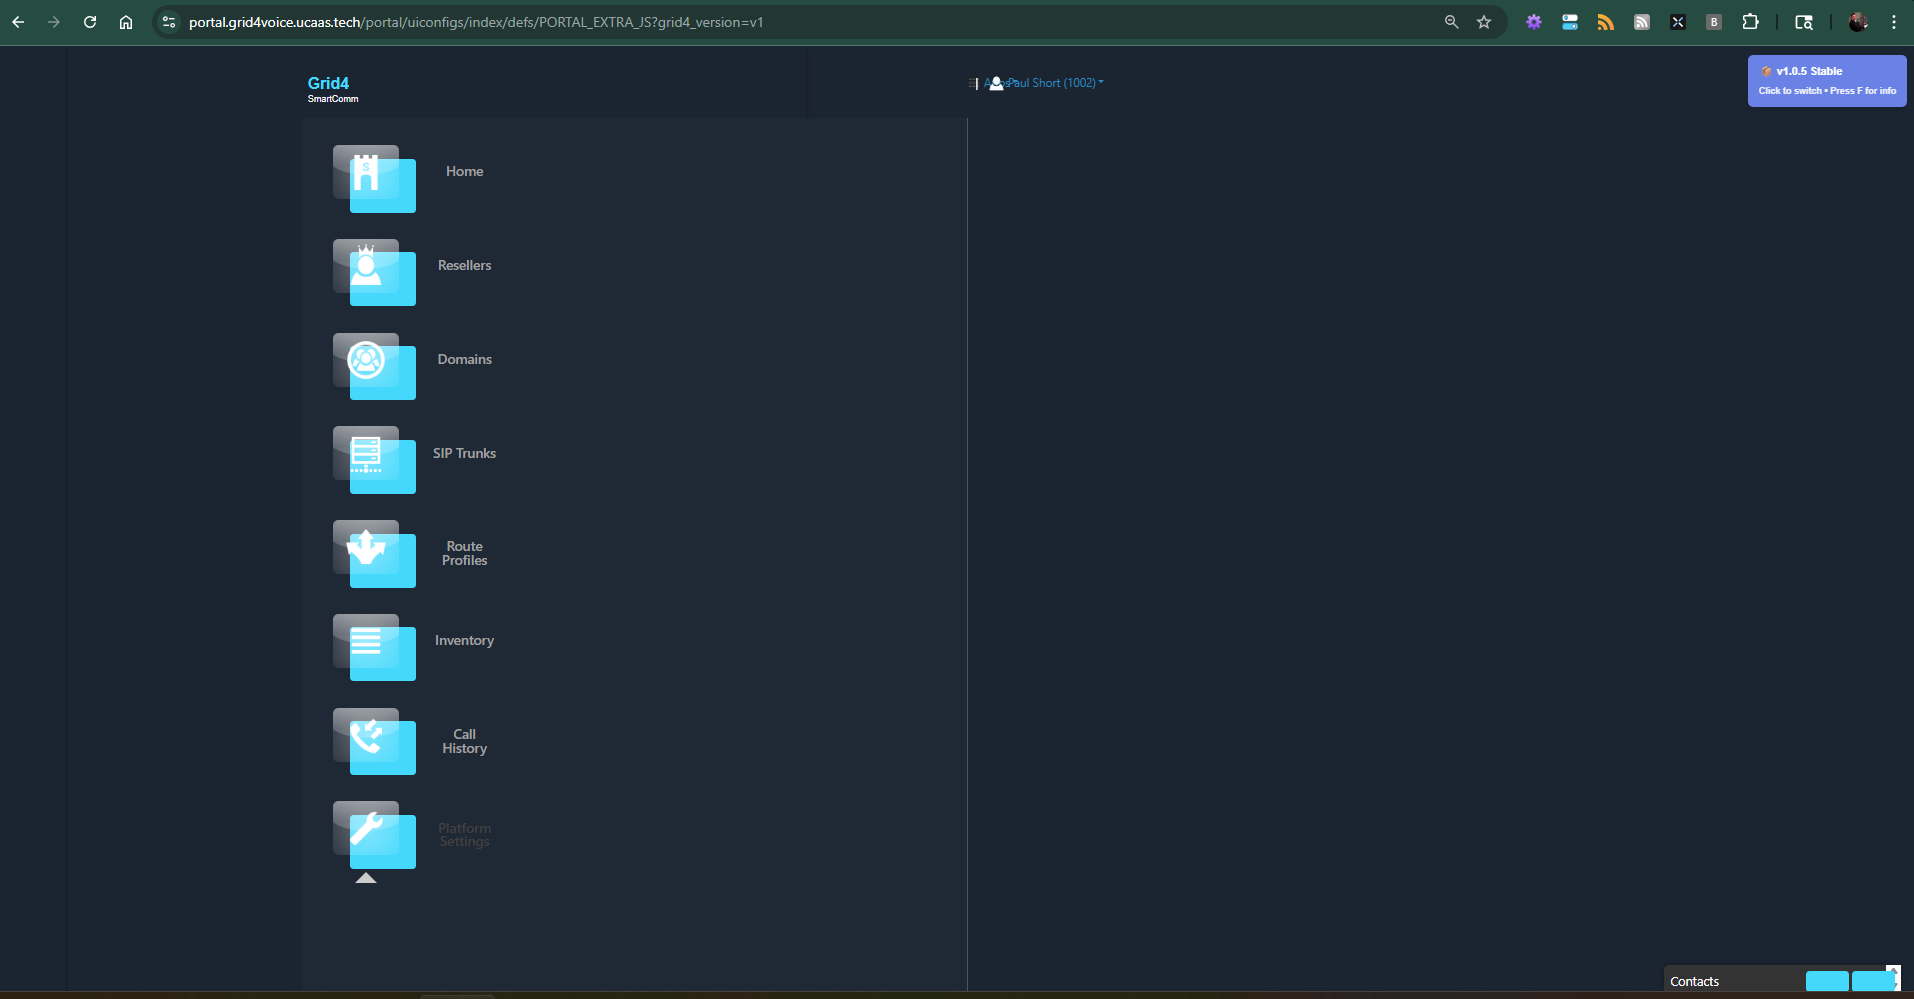 portal.grid4voice.ucaas.tech/portal/uiconfigs/index/defs/PORTAL_EXTRA_JS?grid4_version=v1
Grid4
SmartComm
Paul Short (1002)
v1.0.5 Stable
Click to switch • Press F for info
Home
Resellers
Domains
SIP Trunks
Route
Profiles
Inventory
Call
History
Platform
Settings
Contacts